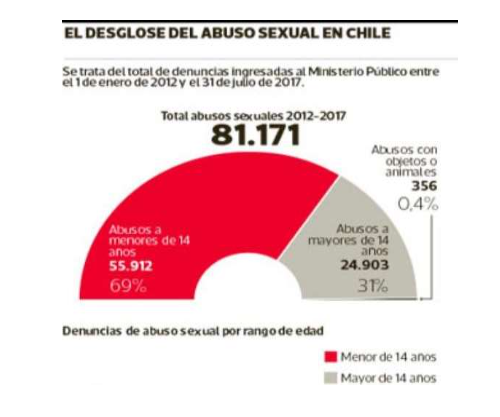 EL DESGLOSE DEL ABUSO SEXUAL EN CHILE
Se trata del total de denuncias ingresadas al Ministerio Público entre
el 1 de enero de 2012 y el 31 de julio de 2017.
Total abusos sexuales 2012-2017
81.171
Abusos con
objetos o
animales
356
0,4%
Abusos a
menores de 14
años
55.912
69%
Abusos a
mayores de 14
años
24.903
31%
Denuncias de abuso sexual por rango de edad
Menor de 14 años
Mayor de 14 años